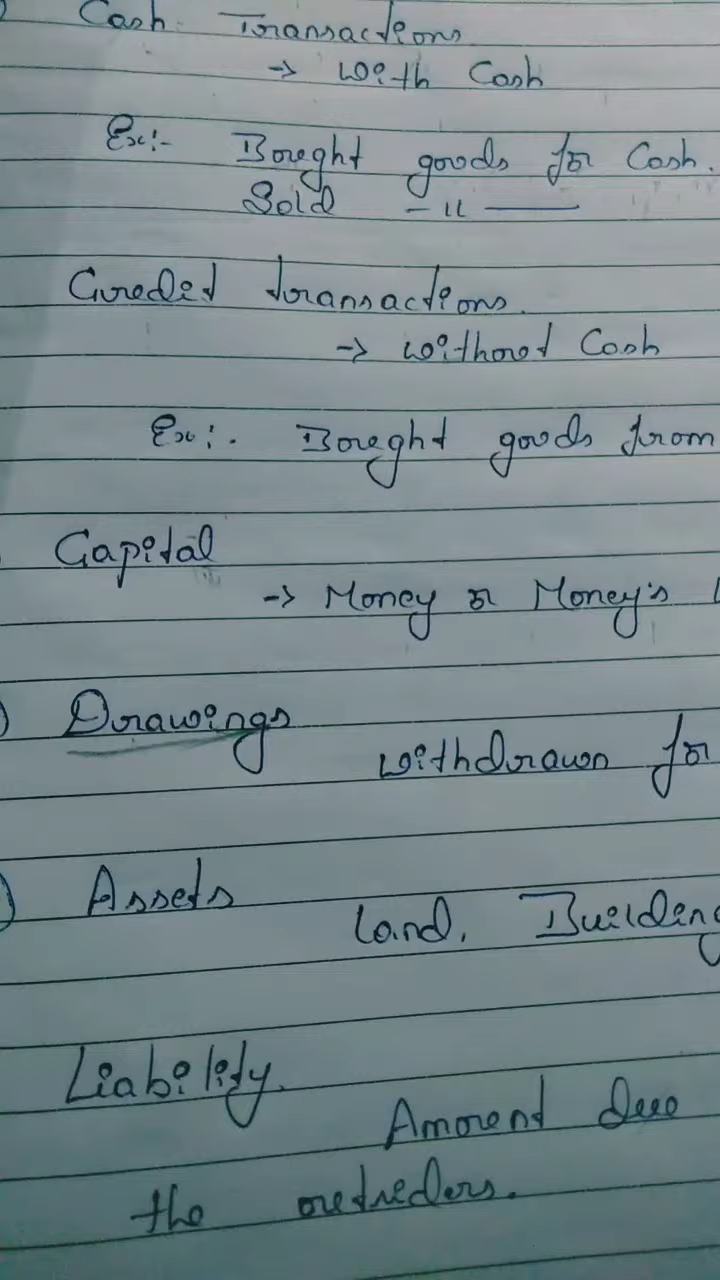 Cash Transactions
→ With Cash
Ex:- Bought goods for Cash.
Sold —〃——
Credit transactions.
→ without Cash
Ex:. Bought goods from
Capital
→ Money or Money's
Drawings
withdrawn for
Assets
Land, Building
Liability.
Amount due
the